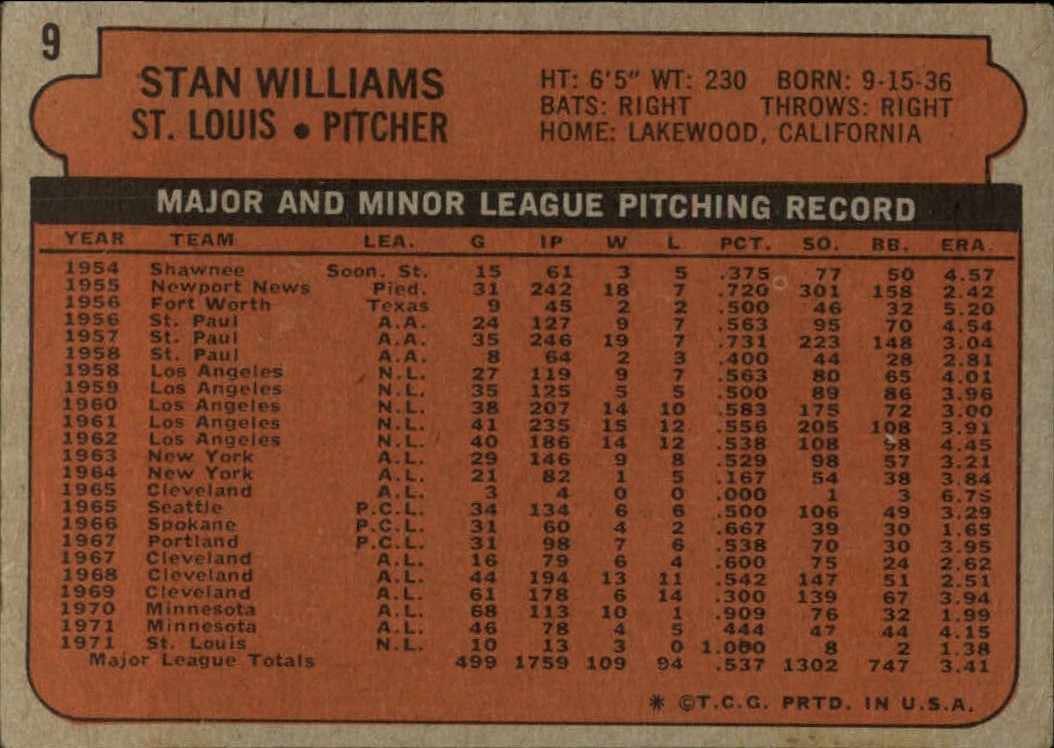 9
STAN WILLIAMS
ST. LOUIS • PITCHER
HT: 6'5" WT: 230 BORN: 9-15-36
BATS: RIGHT THROWS: RIGHT
HOME: LAKEWOOD, CALIFORNIA
MAJOR AND MINOR LEAGUE PITCHING RECORD
YEAR TEAM LEA. G IP W L PCT. SO. BB. ERA.
1954 Shawnee Soon. St. 15 61 3 5 .375 77 50 4.57
1955 Newport News Pied. 31 242 18 7 .720 301 158 2.42
1956 Fort Worth Texas 9 45 2 2 .500 46 32 5.20
1956 St. Paul A.A. 24 127 9 7 .563 95 70 4.54
1957 St. Paul A.A. 35 246 19 7 .731 223 148 3.04
1958 St. Paul A.A. 8 64 2 3 .400 44 28 2.81
1958 Los Angeles N.L. 27 119 9 7 .563 80 65 4.01
1959 Los Angeles N.L. 35 125 5 5 .500 89 86 3.96
1960 Los Angeles N.L. 38 207 14 10 .583 175 72 3.00
1961 Los Angeles N.L. 41 235 15 12 .556 205 108 3.91
1962 Los Angeles N.L. 40 186 14 12 .538 108 98 4.45
1963 New York A.L. 29 146 9 8 .529 98 57 3.21
1964 New York A.L. 21 82 1 5 .167 54 38 3.84
1965 Cleveland A.L. 3 4 0 0 .000 1 3 6.75
1965 Seattle P.C.L. 34 134 6 6 .500 106 49 3.29
1966 Spokane P.C.L. 31 60 4 2 .667 39 30 1.65
1967 Portland P.C.L. 31 98 7 6 .538 70 30 3.95
1967 Cleveland A.L. 16 79 6 4 .600 75 24 2.62
1968 Cleveland A.L. 44 194 13 11 .542 147 51 2.51
1969 Cleveland A.L. 61 178 6 14 .300 139 67 3.94
1970 Minnesota A.L. 68 113 10 1 .909 76 32 1.99
1971 Minnesota A.L. 46 78 4 5 .444 47 44 4.15
1971 St. Louis N.L. 10 13 3 0 1.000 8 2 1.38
Major League Totals 499 1759 109 94 .537 1302 747 3.41
* ©T.C.G. PRTD. IN U.S.A.